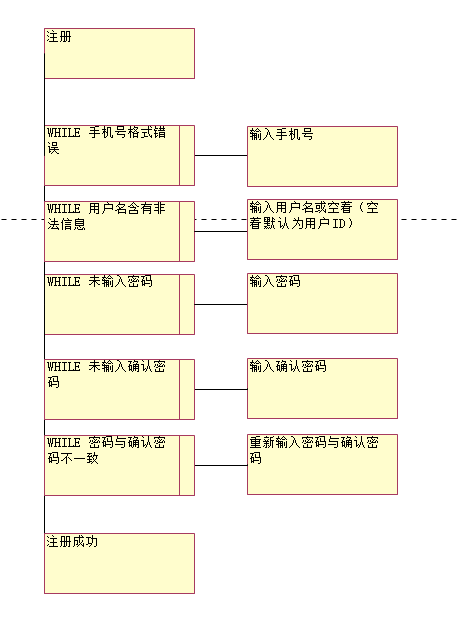 注册
WHILE 手机号格式错
误
输入手机号
WHILE 用户名含有非
法信息
输入用户名或空着（空
着默认为用户ID）
WHILE 未输入密码
输入密码
WHILE 未输入确认密
码
输入确认密码
WHILE 密码与确认密
码不一致
重新输入密码与确认密
码
注册成功